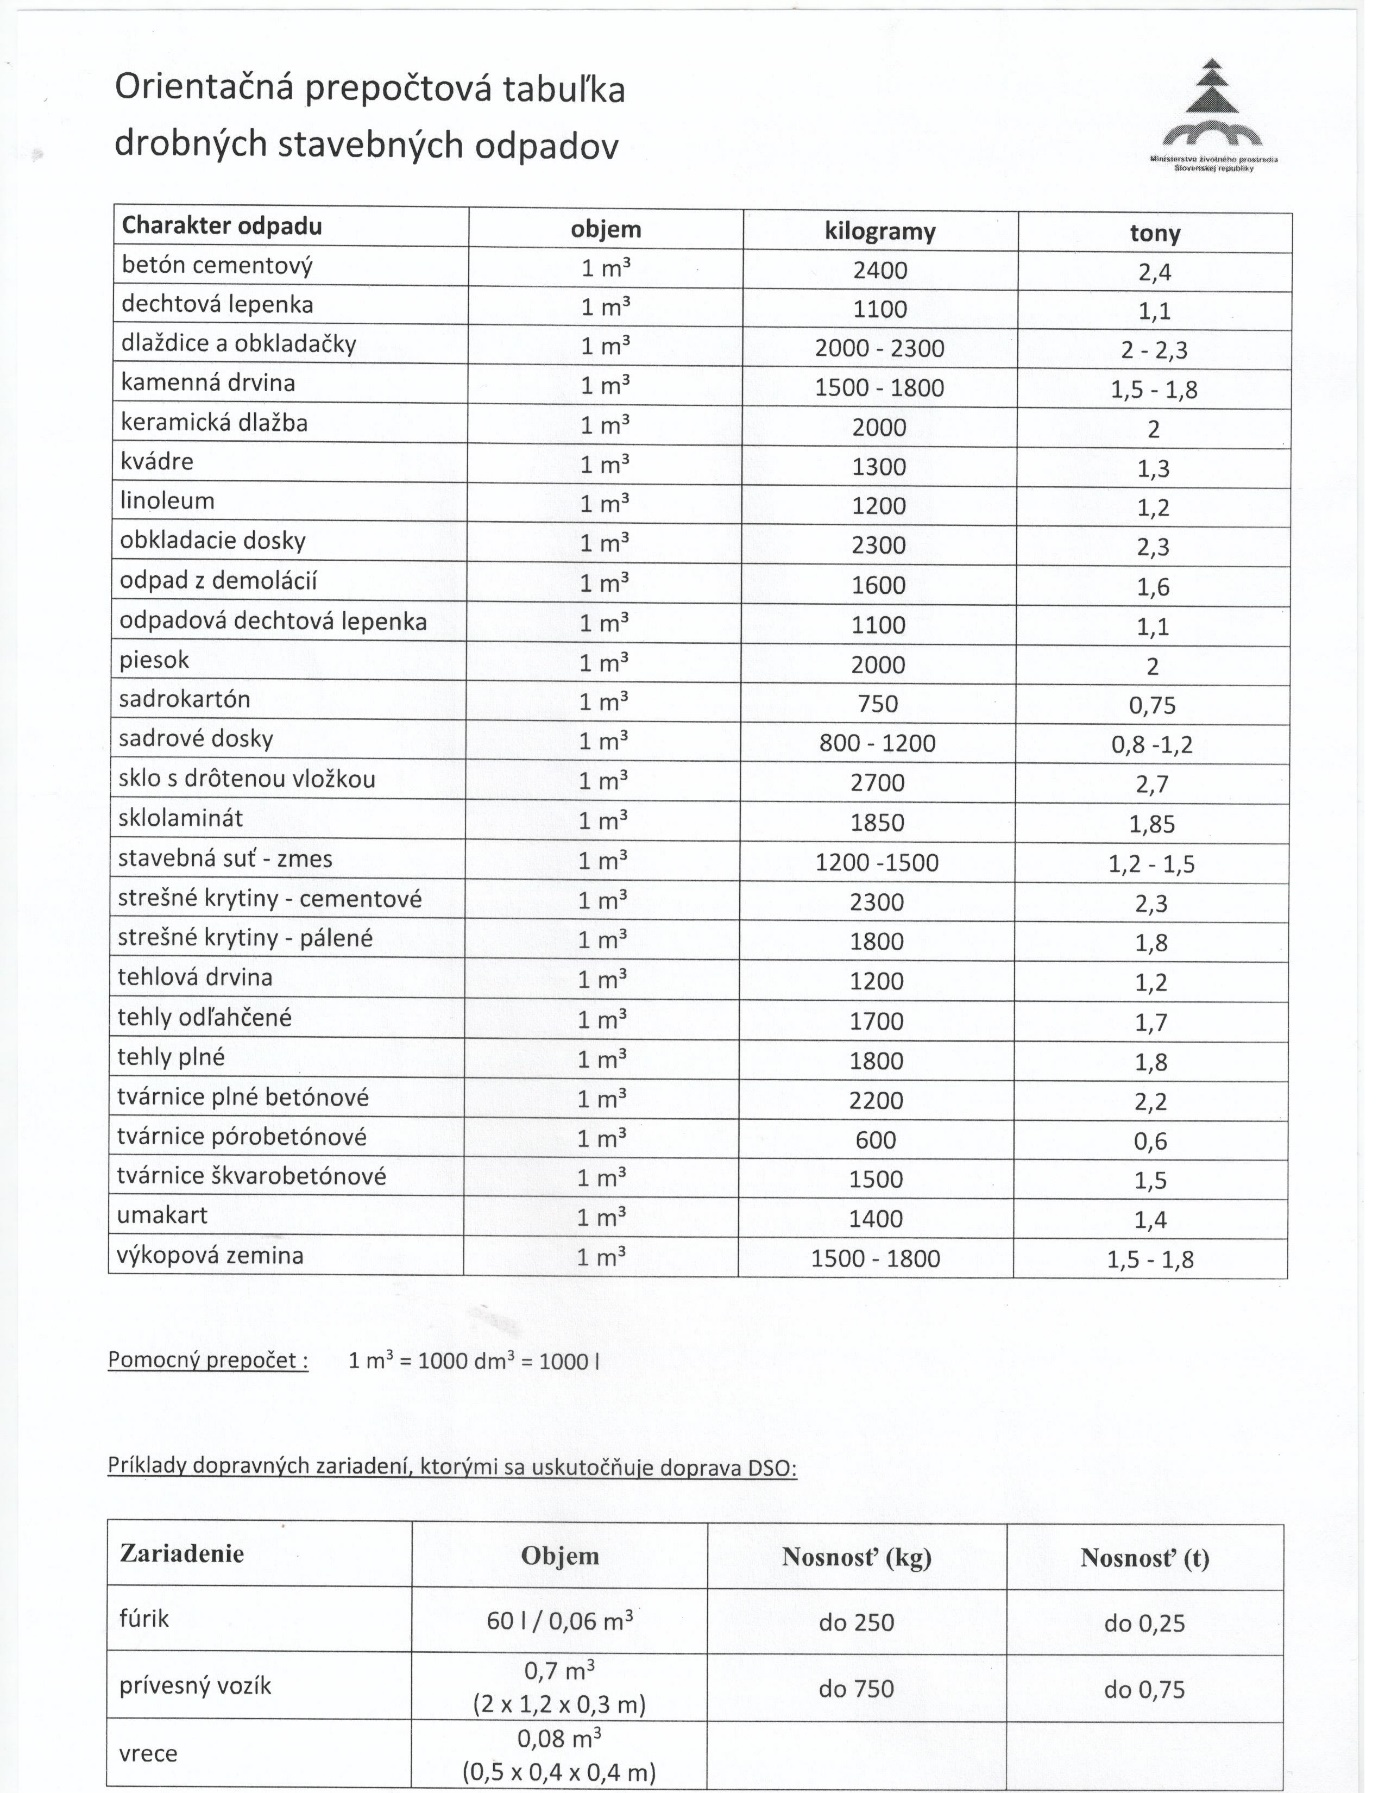 Orientačná prepočtová tabuľka
drobných stavebných odpadov
Ministerstvo životného prostredia
Slovenskej republiky
Charakter odpadu objem kilogramy tony
betón cementový 1 m³ 2400 2,4
dechtová lepenka 1 m³ 1100 1,1
dlaždice a obkladačky 1 m³ 2000 - 2300 2 - 2,3
kamenná drvina 1 m³ 1500 - 1800 1,5 - 1,8
keramická dlažba 1 m³ 2000 2
kvádre 1 m³ 1300 1,3
linoleum 1 m³ 1200 1,2
obkladacie dosky 1 m³ 2300 2,3
odpad z demolácií 1 m³ 1600 1,6
odpadová dechtová lepenka 1 m³ 1100 1,1
piesok 1 m³ 2000 2
sadrokartón 1 m³ 750 0,75
sadrové dosky 1 m³ 800 - 1200 0,8 -1,2
sklo s drôtenou vložkou 1 m³ 2700 2,7
sklolaminát 1 m³ 1850 1,85
stavebná suť - zmes 1 m³ 1200 -1500 1,2 - 1,5
strešné krytiny - cementové 1 m³ 2300 2,3
strešné krytiny - pálené 1 m³ 1800 1,8
tehlová drvina 1 m³ 1200 1,2
tehly odľahčené 1 m³ 1700 1,7
tehly plné 1 m³ 1800 1,8
tvárnice plné betónové 1 m³ 2200 2,2
tvárnice pórobetónové 1 m³ 600 0,6
tvárnice škvarobetónové 1 m³ 1500 1,5
umakart 1 m³ 1400 1,4
výkopová zemina 1 m³ 1500 - 1800 1,5 - 1,8
Pomocný prepočet : 1 m³ = 1000 dm³ = 1000 l
Príklady dopravných zariadení, ktorými sa uskutočňuje doprava DSO:
Zariadenie Objem Nosnosť (kg) Nosnosť (t)
fúrik 60 l / 0,06 m³ do 250 do 0,25
prívesný vozík 0,7 m³ do 750 do 0,75
(2 x 1,2 x 0,3 m)
vrece 0,08 m³
(0,5 x 0,4 x 0,4 m)